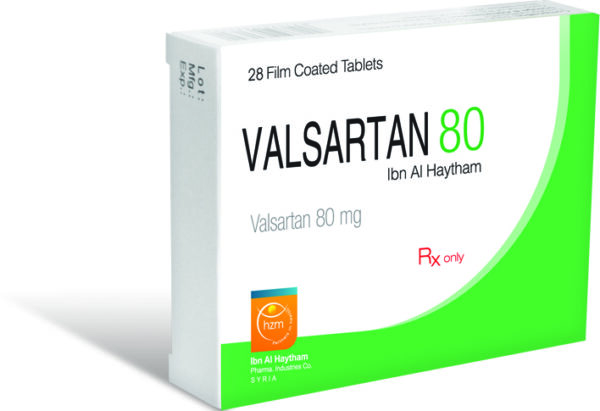 Lot:
Mfg.:
Exp.:
28 Film Coated Tablets
VALSARTAN 80
Ibn Al Haytham
Valsartan 80 mg
Rx only
hzm
Ibn Al Haytham
Pharma. Industries Co.
SYRIA